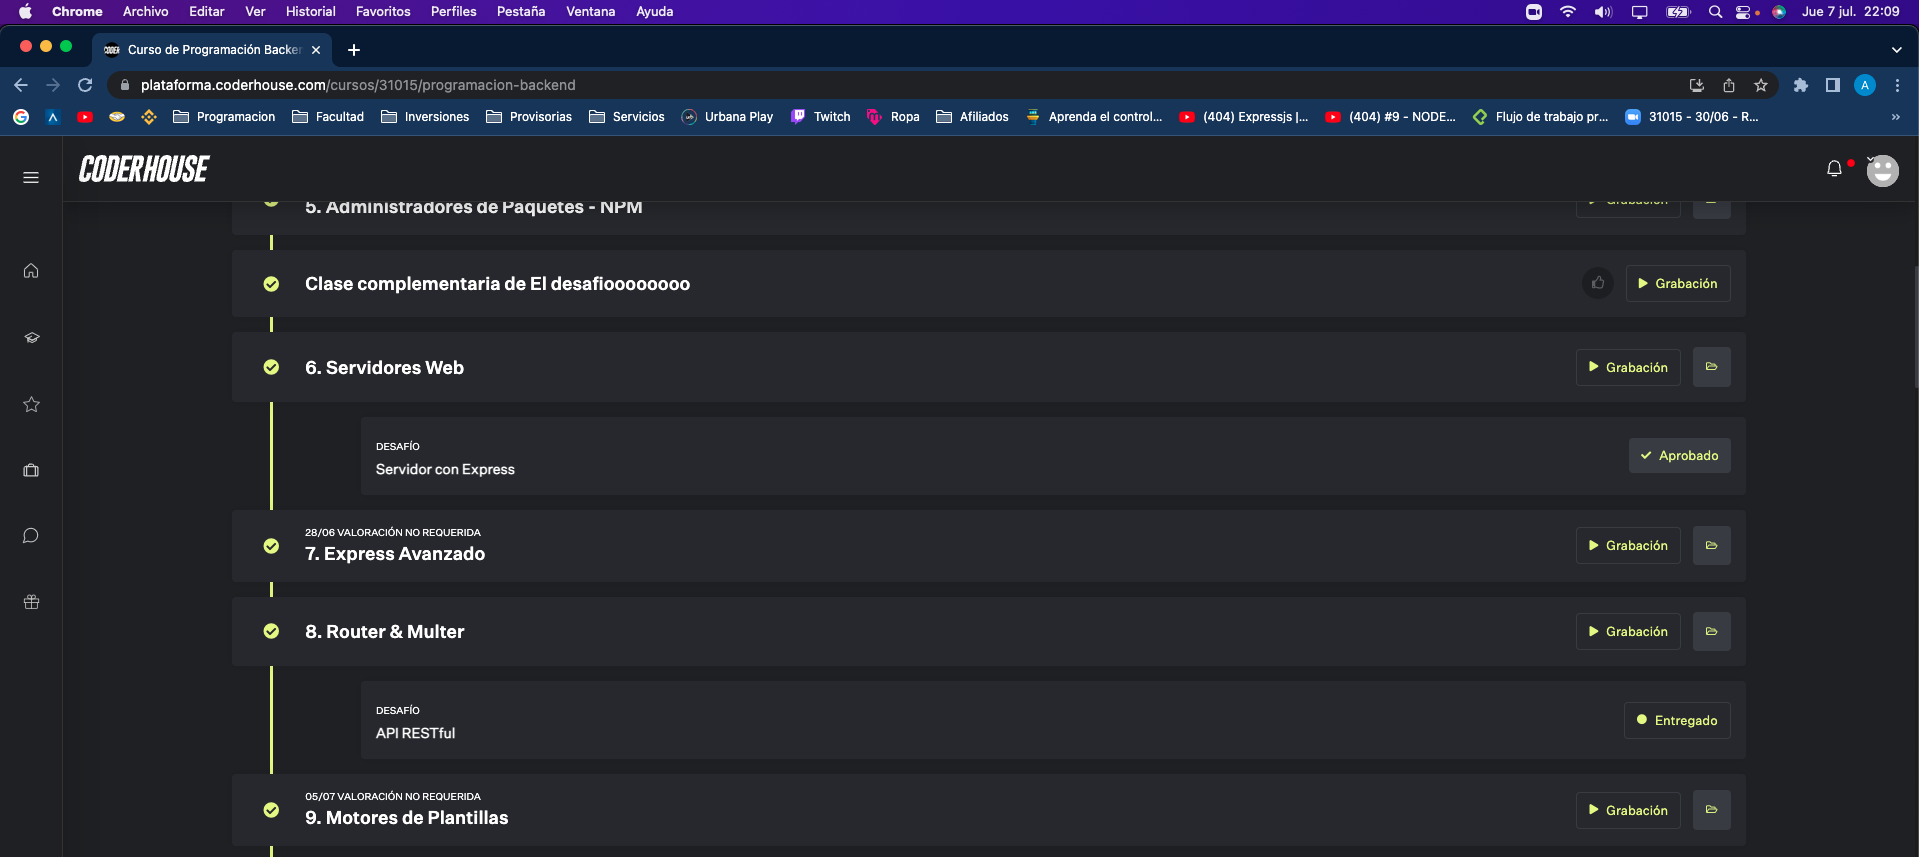 Chrome Archivo Editar Ver Historial Favoritos Perfiles Pestaña Ventana Ayuda Jue 7 jul. 22:09
CODER HOUSE Curso de Programación Backe
plataforma.coderhouse.com/cursos/31015/programacion-backend A
Programacion Facultad Inversiones Provisorias Servicios Urbana Play Twitch Ropa Afiliados Aprenda el control... (404) Expressjs |... (404) #9 - NODE... Flujo de trabajo pr... 31015 - 30/06 - R... »
CODERHOUSE
5. Administradores de Paquetes - NPM Grabación
Clase complementaria de El desafioooooooo Grabación
6. Servidores Web Grabación
DESAFÍO
Servidor con Express Aprobado
28/06 VALORACIÓN NO REQUERIDA
7. Express Avanzado Grabación
8. Router & Multer Grabación
DESAFÍO
API RESTful Entregado
05/07 VALORACIÓN NO REQUERIDA
9. Motores de Plantillas Grabación